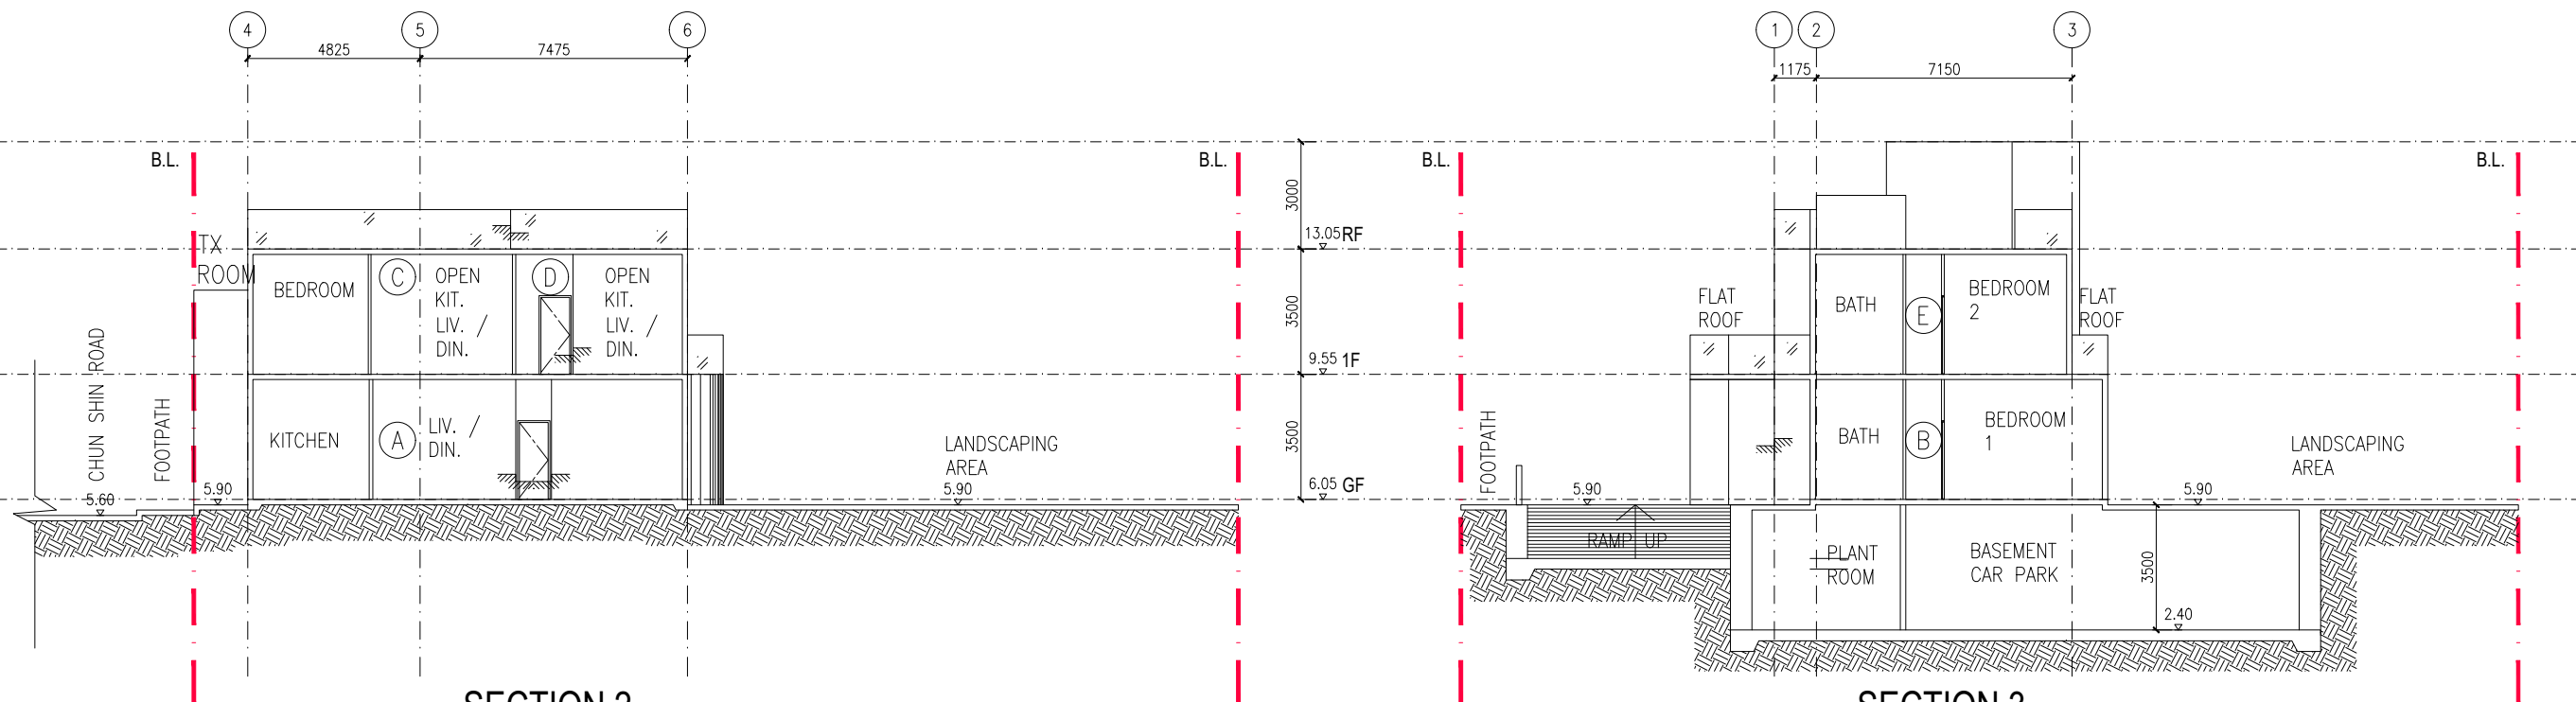 4
5
6
1
2
3
4825
7475
1175
7150
B.L.
B.L.
B.L.
B.L.
3000
13.05 RF
TX
ROOM
BEDROOM
C
OPEN
KIT.
LIV. /
DIN.
D
OPEN
KIT.
LIV. /
DIN.
3500
FLAT
ROOF
BATH
E
BEDROOM
2
FLAT
ROOF
9.55 1F
CHUN SHIN ROAD
FOOTPATH
KITCHEN
A
LIV. /
DIN.
LANDSCAPING
AREA
3500
FOOTPATH
BATH
B
BEDROOM
1
LANDSCAPING
AREA
5.60
5.90
5.90
6.05 GF
5.90
5.90
RAMP UP
PLANT
ROOM
BASEMENT
CAR PARK
3500
2.40
SECTION
SECTION